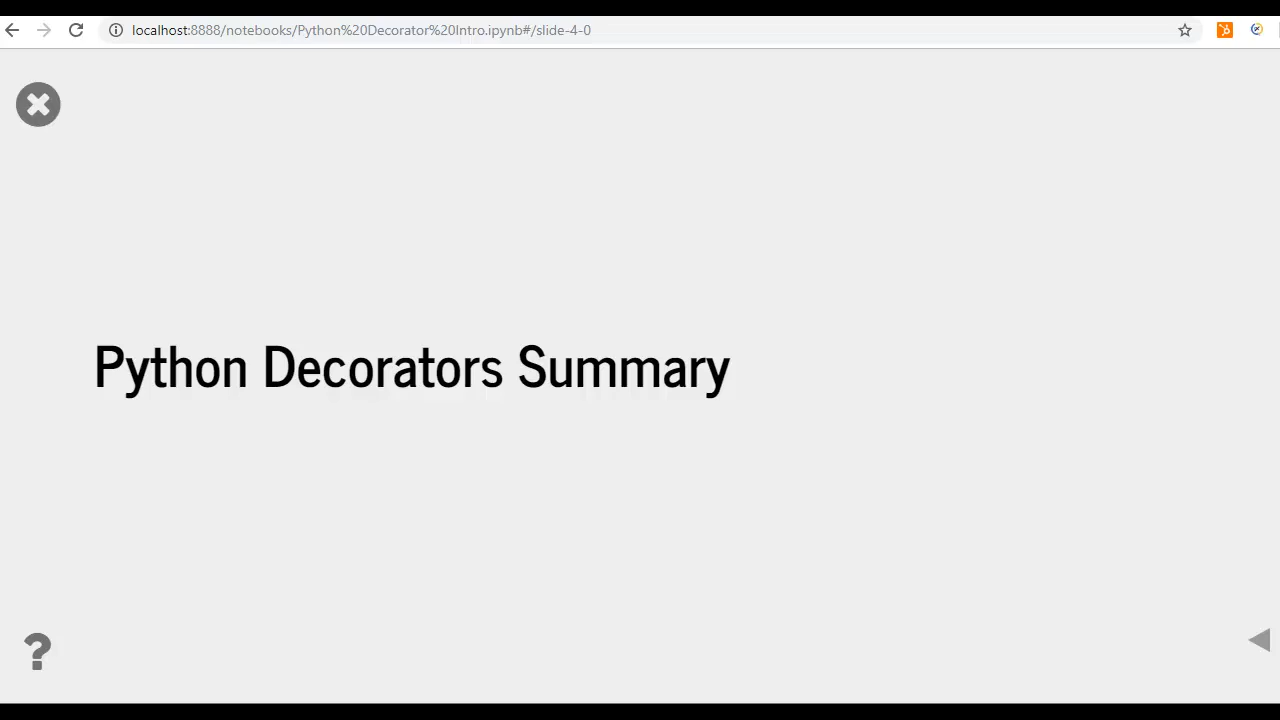 localhost:8888/notebooks/Python%20Decorator%20Intro.ipynb#/slide-4-0
Python Decorators Summary
?